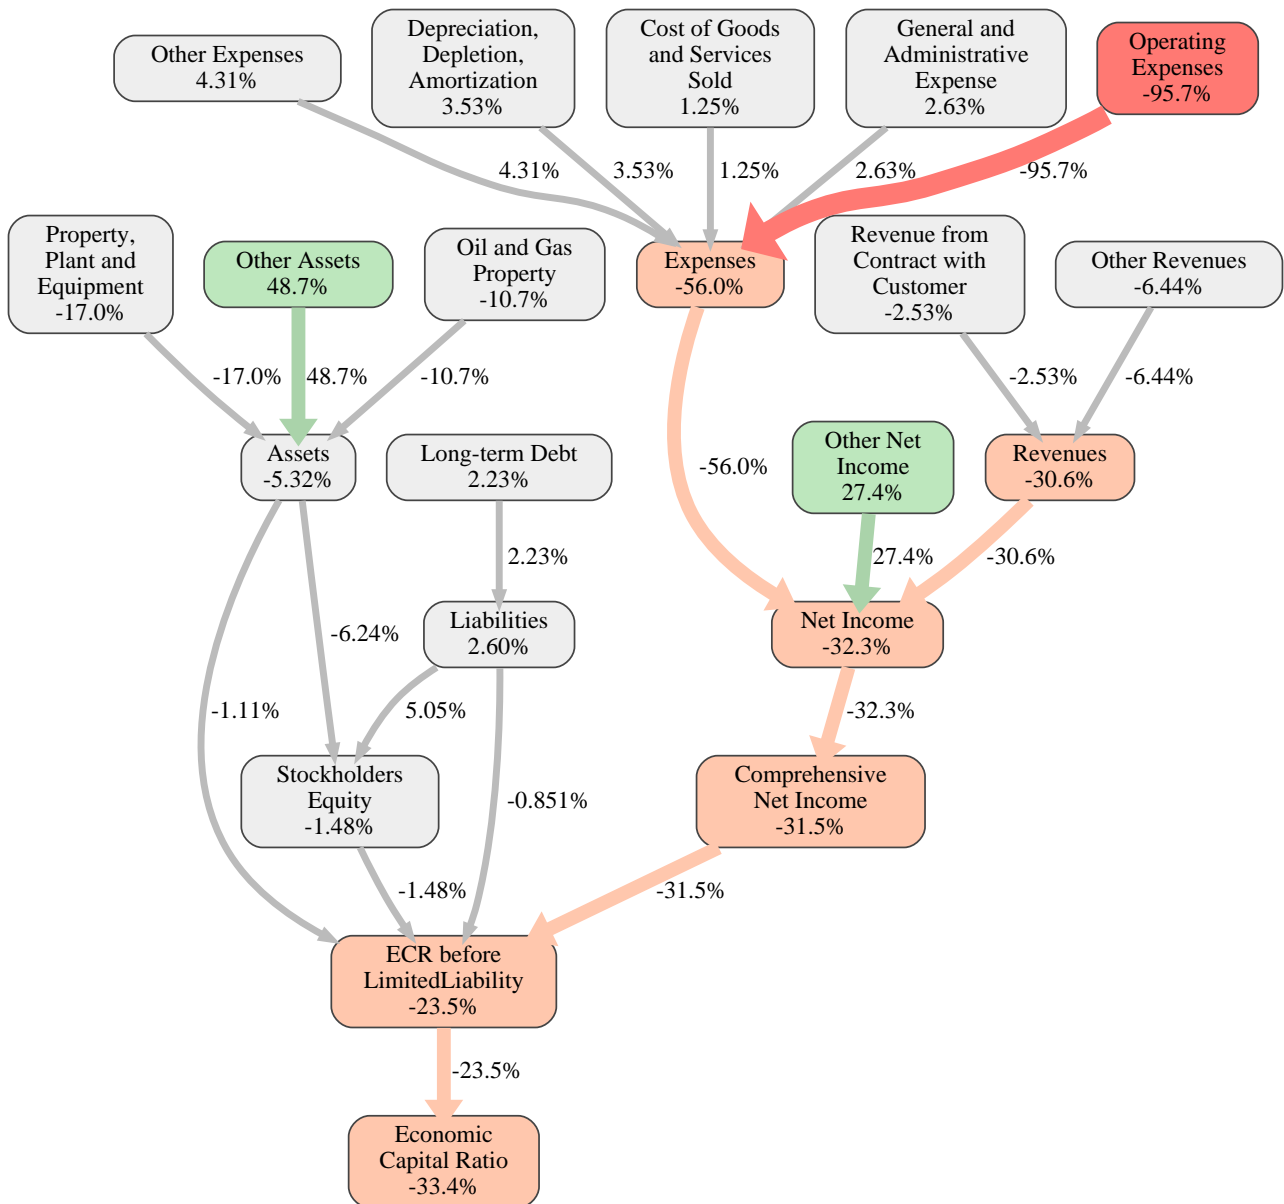 Other Expenses
4.31%
Depreciation,
Depletion,
Amortization
3.53%
Cost of Goods
and Services
Sold
1.25%
General and
Administrative
Expense
2.63%
Operating
Expenses
-95.7%
4.31%
3.53%
1.25%
2.63%
-95.7%
Property,
Plant and
Equipment
-17.0%
Other Assets
48.7%
Oil and Gas
Property
-10.7%
Expenses
-56.0%
Revenue from
Contract with
Customer
-2.53%
Other Revenues
-6.44%
-17.0%
48.7%
-10.7%
-2.53%
-6.44%
Assets
-5.32%
Long-term Debt
2.23%
-56.0%
Other Net
Income
27.4%
Revenues
-30.6%
2.23%
27.4%
-30.6%
-6.24%
Liabilities
2.60%
Net Income
-32.3%
-1.11%
5.05%
-32.3%
Stockholders
Equity
-1.48%
-0.851%
Comprehensive
Net Income
-31.5%
-1.48%
-31.5%
ECR before
LimitedLiability
-23.5%
-23.5%
Economic
Capital Ratio
-33.4%